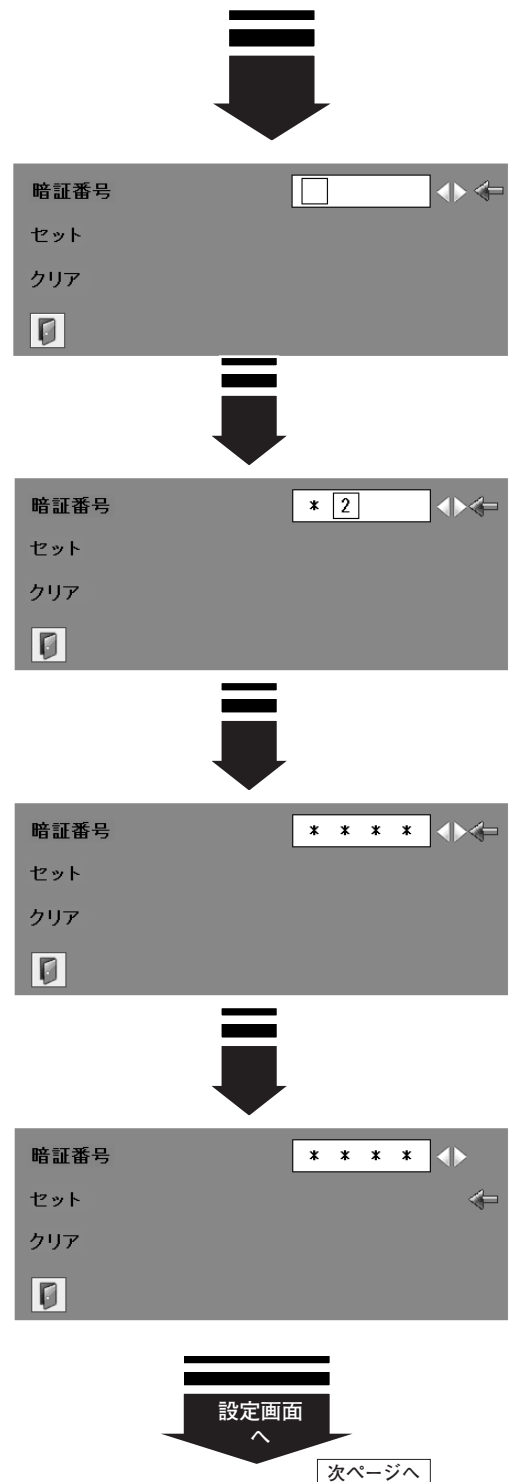 暗証番号
セット
クリア
暗証番号 * 2
セット
クリア
暗証番号 * * * *
セット
クリア
暗証番号 * * * *
セット
クリア
設定画面
へ
次ページへ